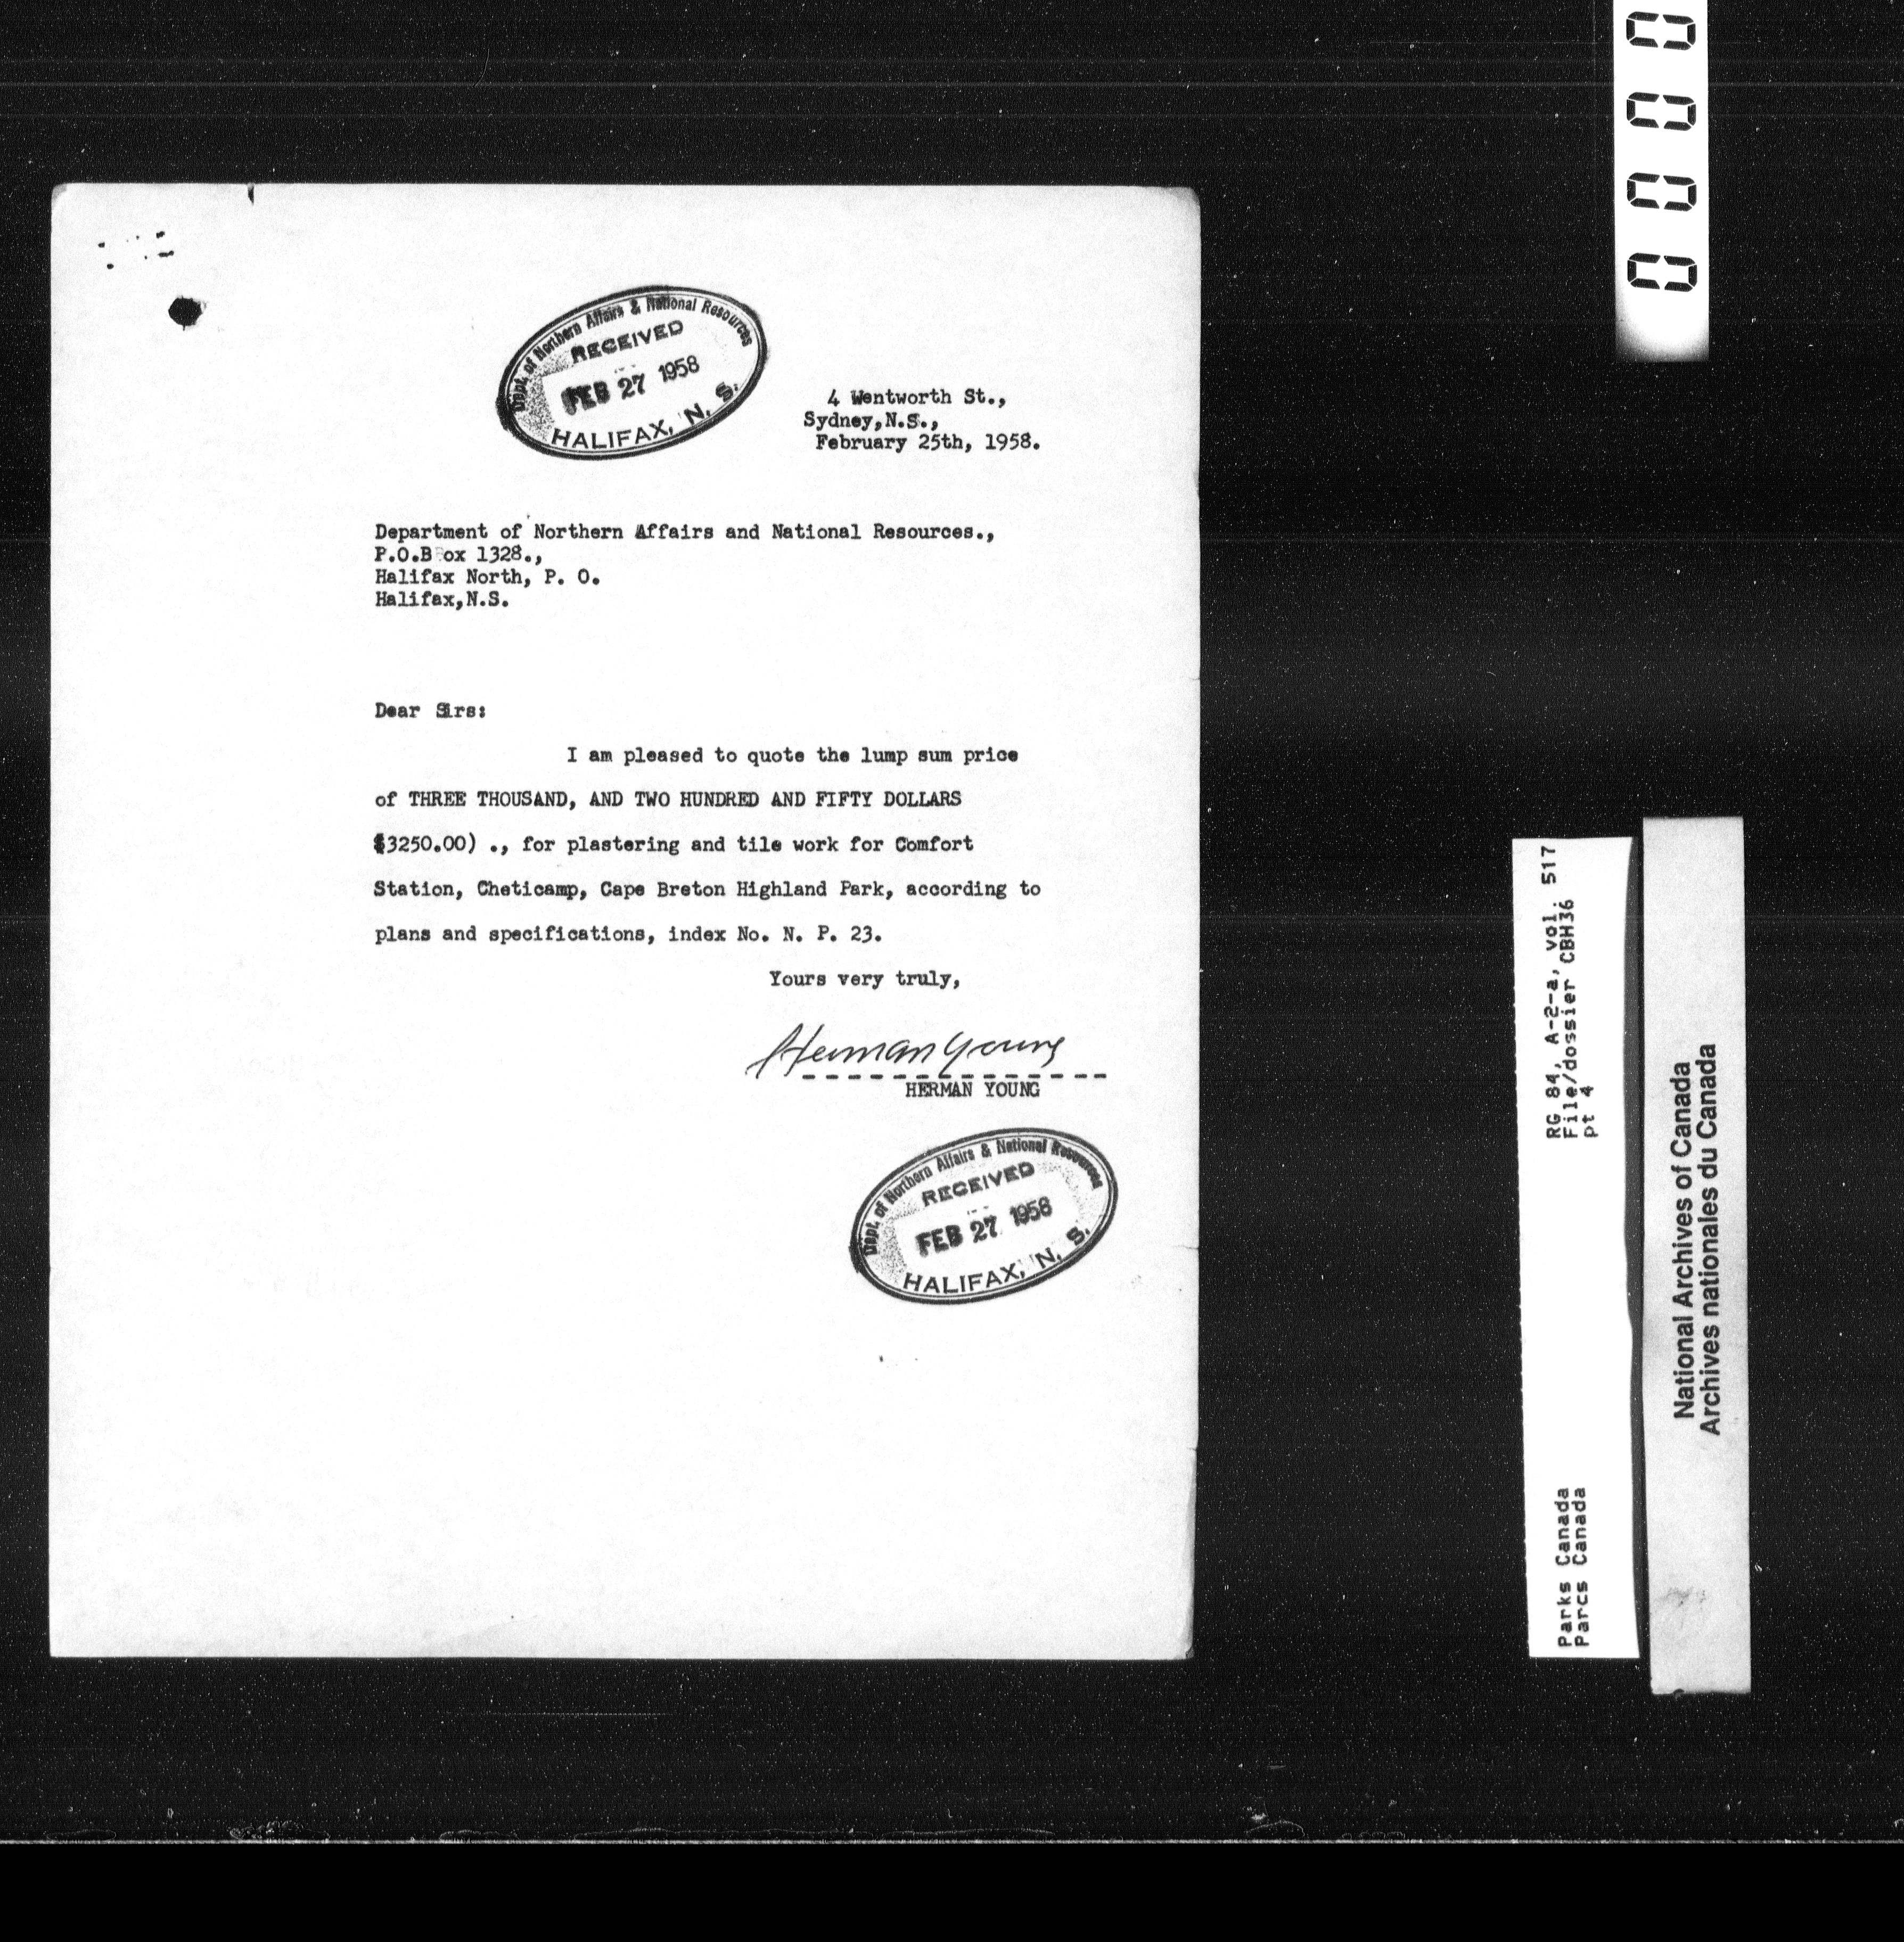 Dept. of Northern Affairs & National Resources
RECEIVED
FEB 27 1958
HALIFAX, N. S.
4 Wentworth St.,
Sydney,N.S.,
February 25th, 1958.
Department of Northern Affairs and National Resources.,
P.O.B ox 1328.,
Halifax North, P. O.
Halifax,N.S.
Dear Sirs:
I am pleased to quote the lump sum price
of THREE THOUSAND, AND TWO HUNDRED AND FIFTY DOLLARS
$3250.00) ., for plastering and tile work for Comfort
Station, Cheticamp, Cape Breton Highland Park, according to
plans and specifications, index No. N. P. 23.
Yours very truly,
Herman Young
HERMAN YOUNG
Dept. of Northern Affairs & National Resources
RECEIVED
FEB 27 1958
HALIFAX, N. S.
0000
RG 84, A-2-a, vol. 517
File/dossier CBH36
pt 4
Parks Canada
Parcs Canada
National Archives of Canada
Archives nationales du Canada